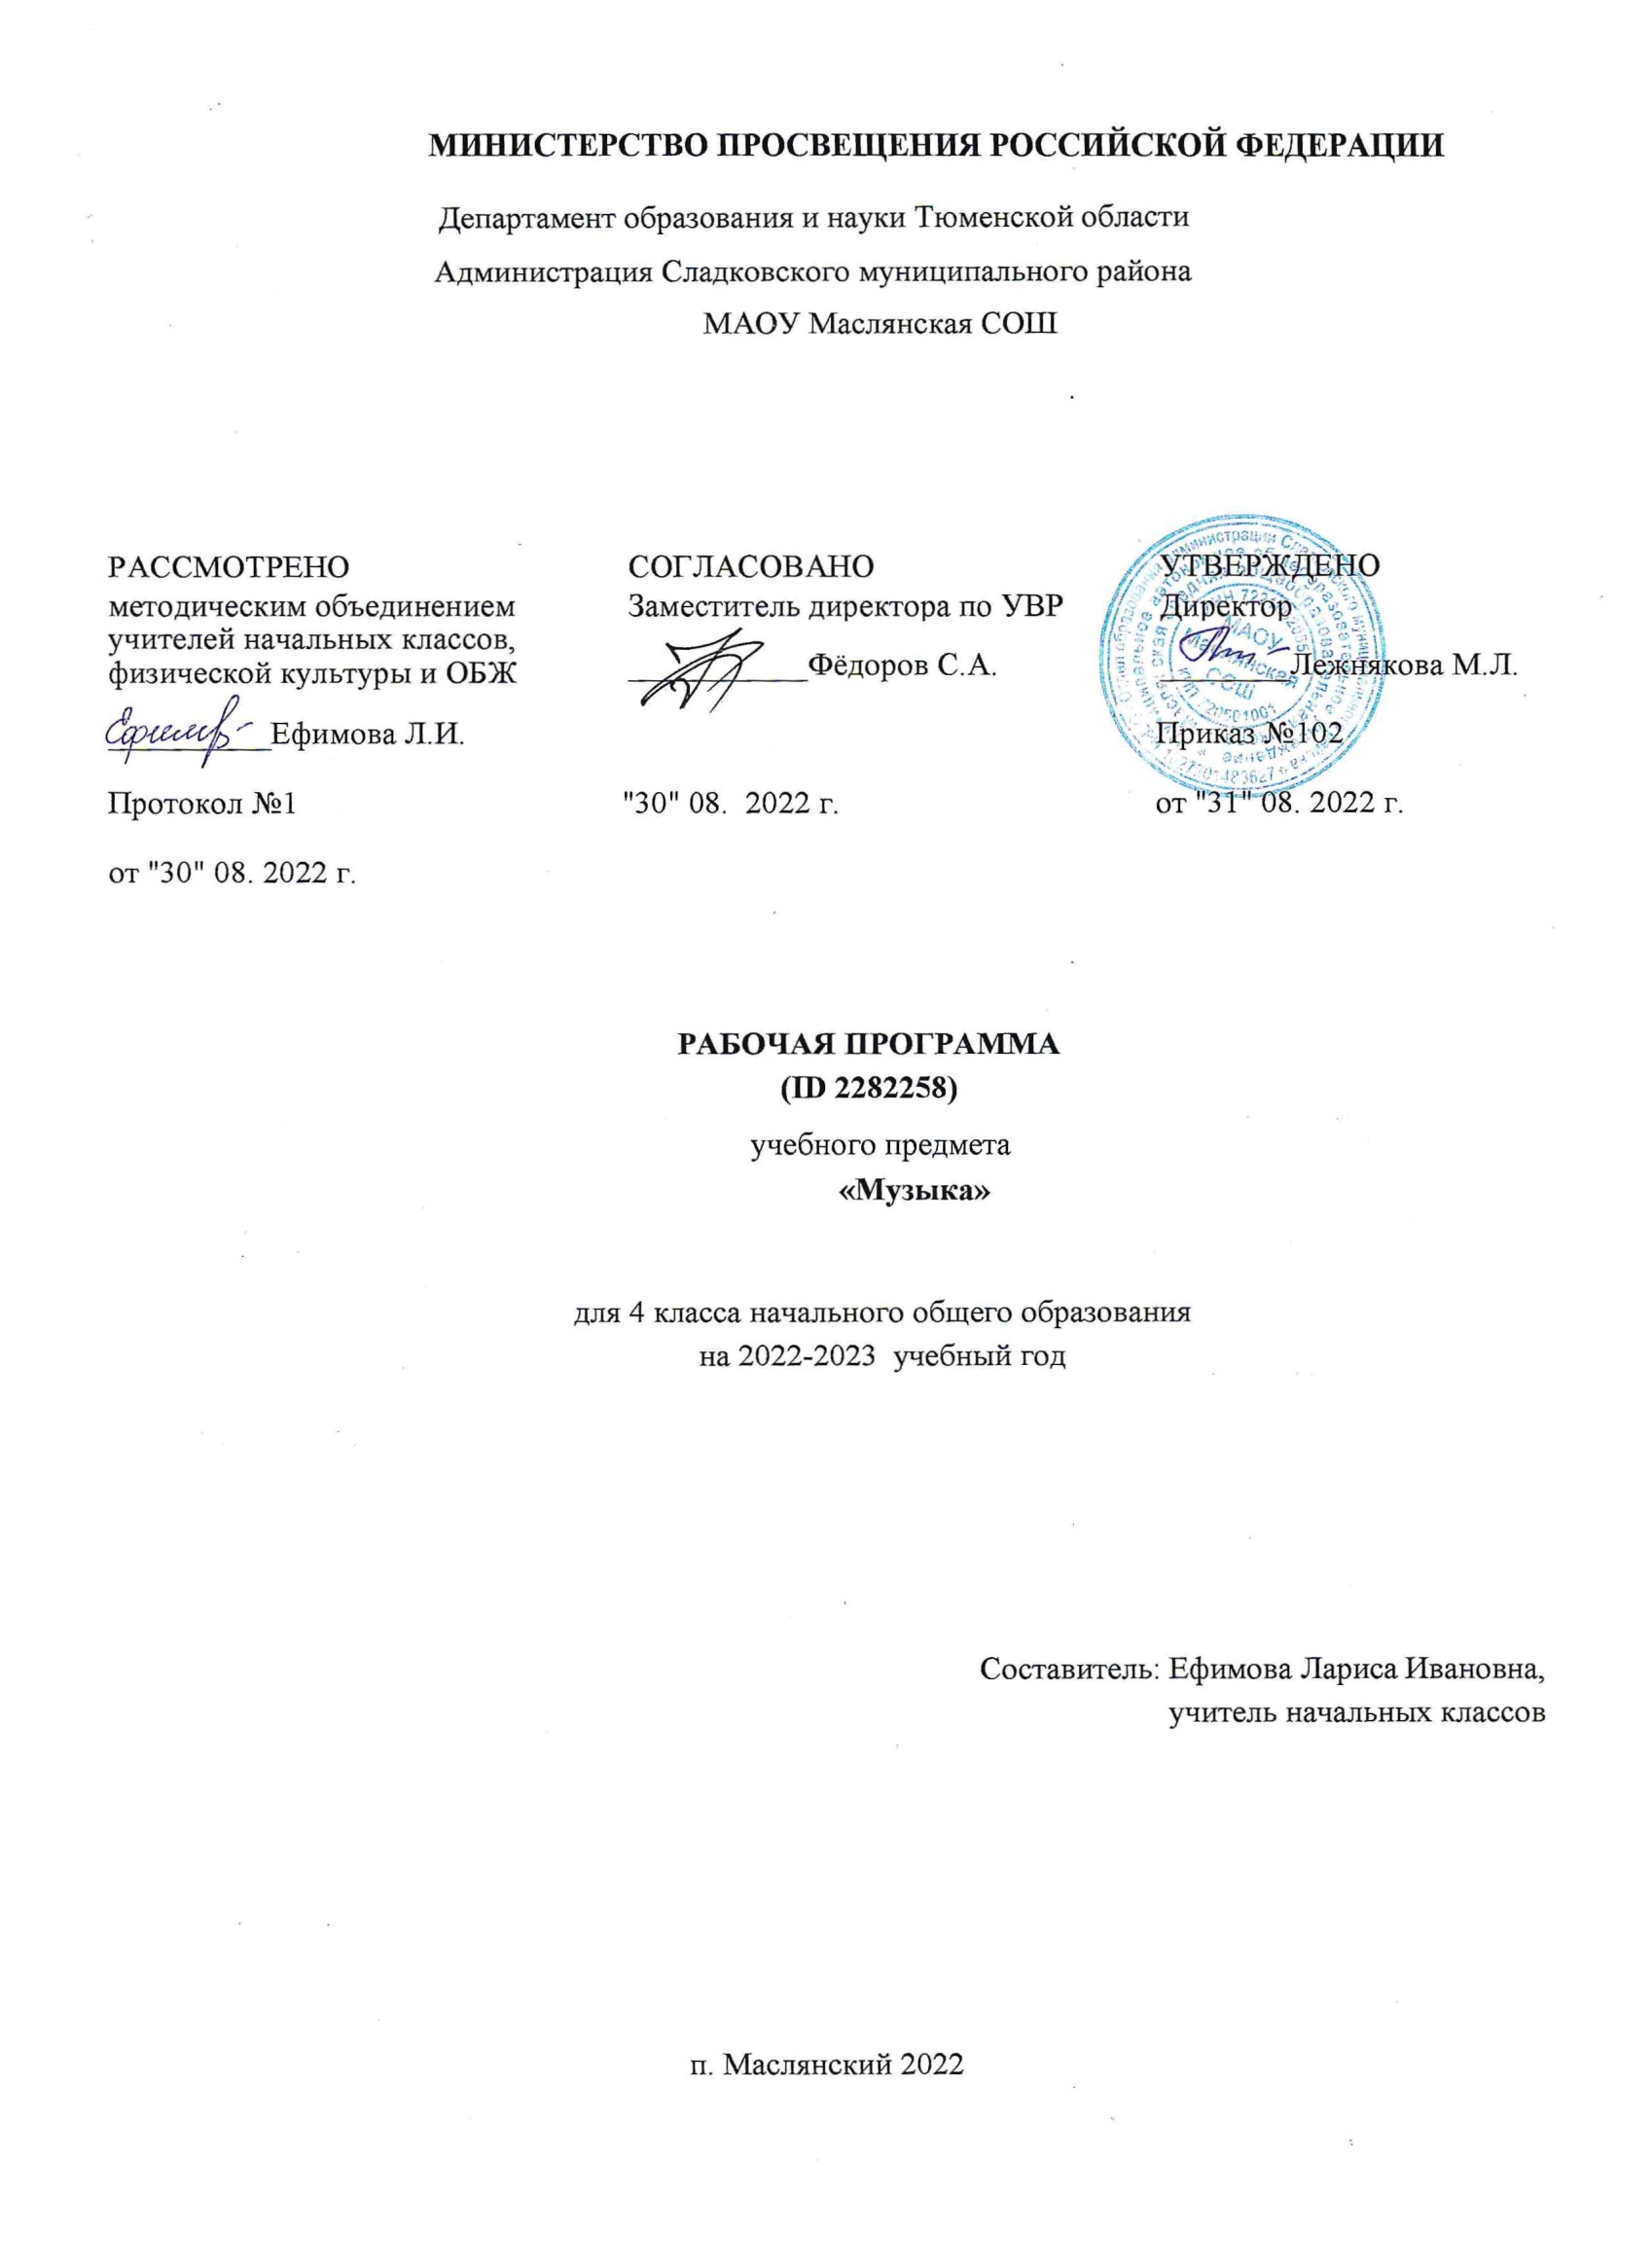 МИНИСТЕРСТВО ПРОСВЕЩЕНИЯ РОССИЙСКОЙ ФЕДЕРАЦИИ
Департамент образования и науки Тюменской области
Администрация Сладковского муниципального района
МАОУ Маслянская СОШ
РАССМОТРЕНО
методическим объединением
учителей начальных классов,
физической культуры и ОБЖ
Ефимова Л.И.
Протокол №1
от "30" 08. 2022 г.
СОГЛАСОВАНО
Заместитель директора по УВР
Фёдоров С.А.
"30" 08. 2022 г.
УТВЕРЖДЕНО
Директор
Лежнякова М.Л.
Приказ №102
от "31" 08. 2022 г.
МАОУ
Маслянская
СОШ
РАБОЧАЯ ПРОГРАММА
(ID 2282258)
учебного предмета
«Музыка»
для 4 класса начального общего образования
на 2022-2023 учебный год
Составитель: Ефимова Лариса Ивановна,
учитель начальных классов
п. Маслянский 2022